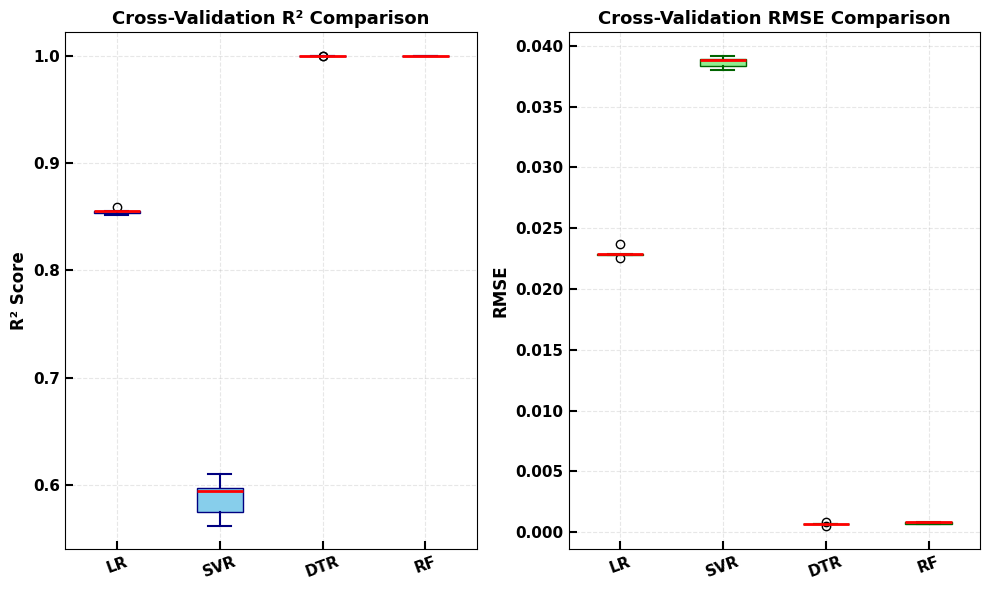 Cross-Validation R² Comparison
R² Score
1.0
0.9
0.8
0.7
0.6
LR
SVR
DTR
RF
Cross-Validation RMSE Comparison
RMSE
0.040
0.035
0.030
0.025
0.020
0.015
0.010
0.005
0.000
LR
SVR
DTR
RF